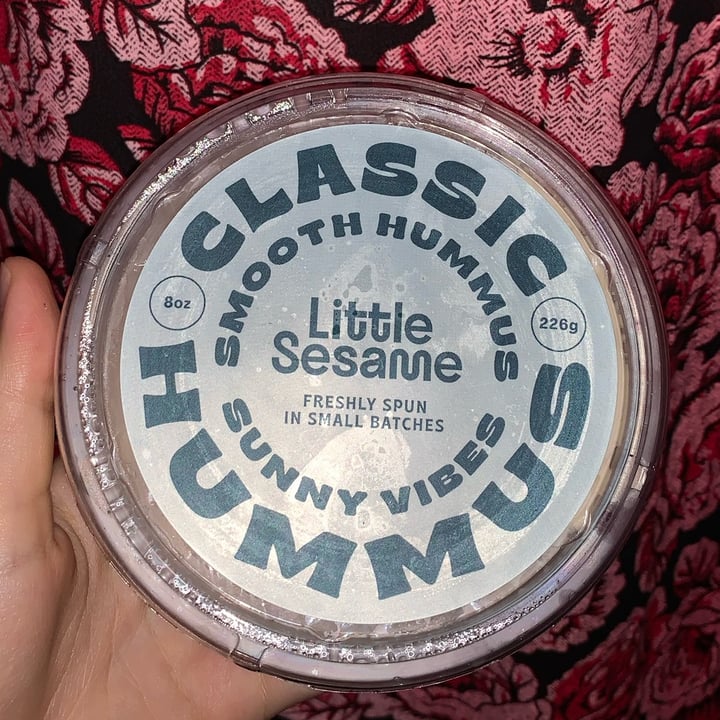 CLASSIC
SMOOTH HUMMUS
8oz
226g
Little
Sesame
FRESHLY SPUN
IN SMALL BATCHES
SUNNY VIBES
HUMMUS